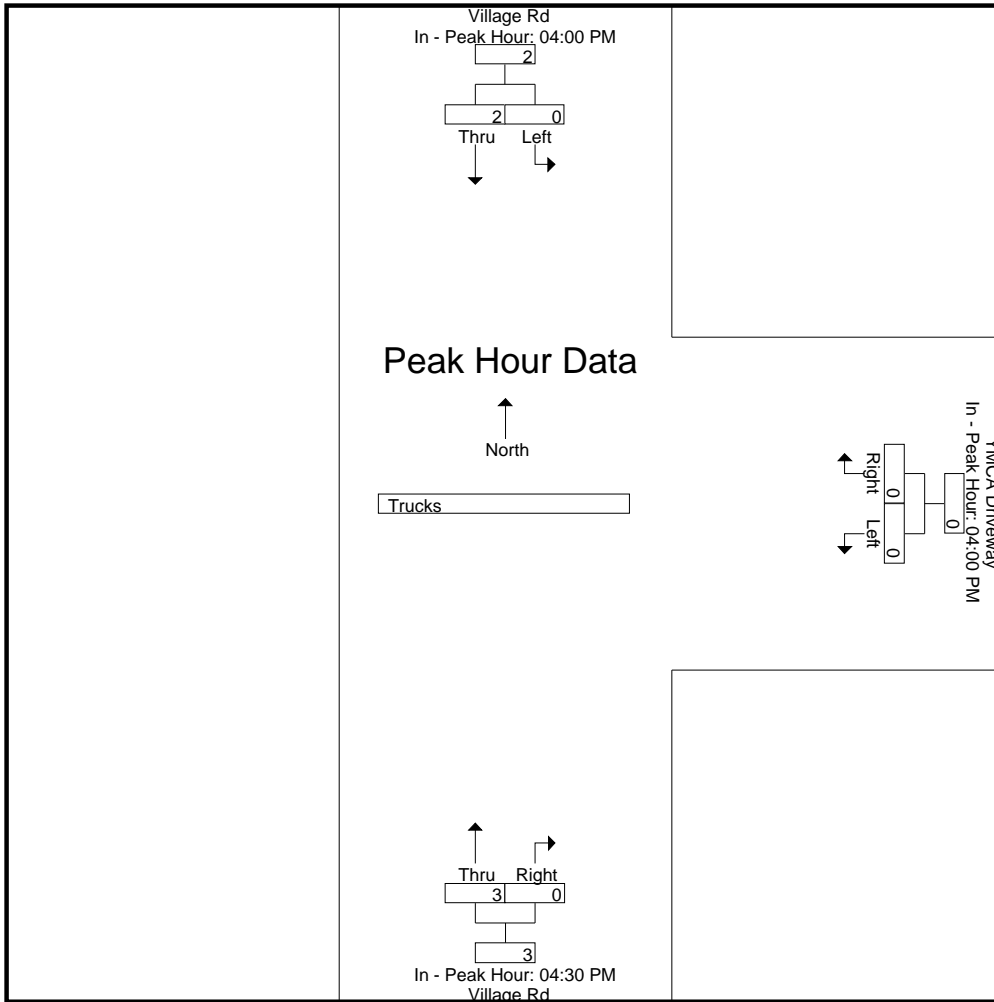 Village Rd
In - Peak Hour: 04:00 PM
2
2 0
Thru Left
Peak Hour Data
North
Trucks
YMCA Driveway
In - Peak Hour: 04:00 PM
0
0 0
Right Left
Thru Right
3 0
3
In - Peak Hour: 04:30 PM
Village Rd